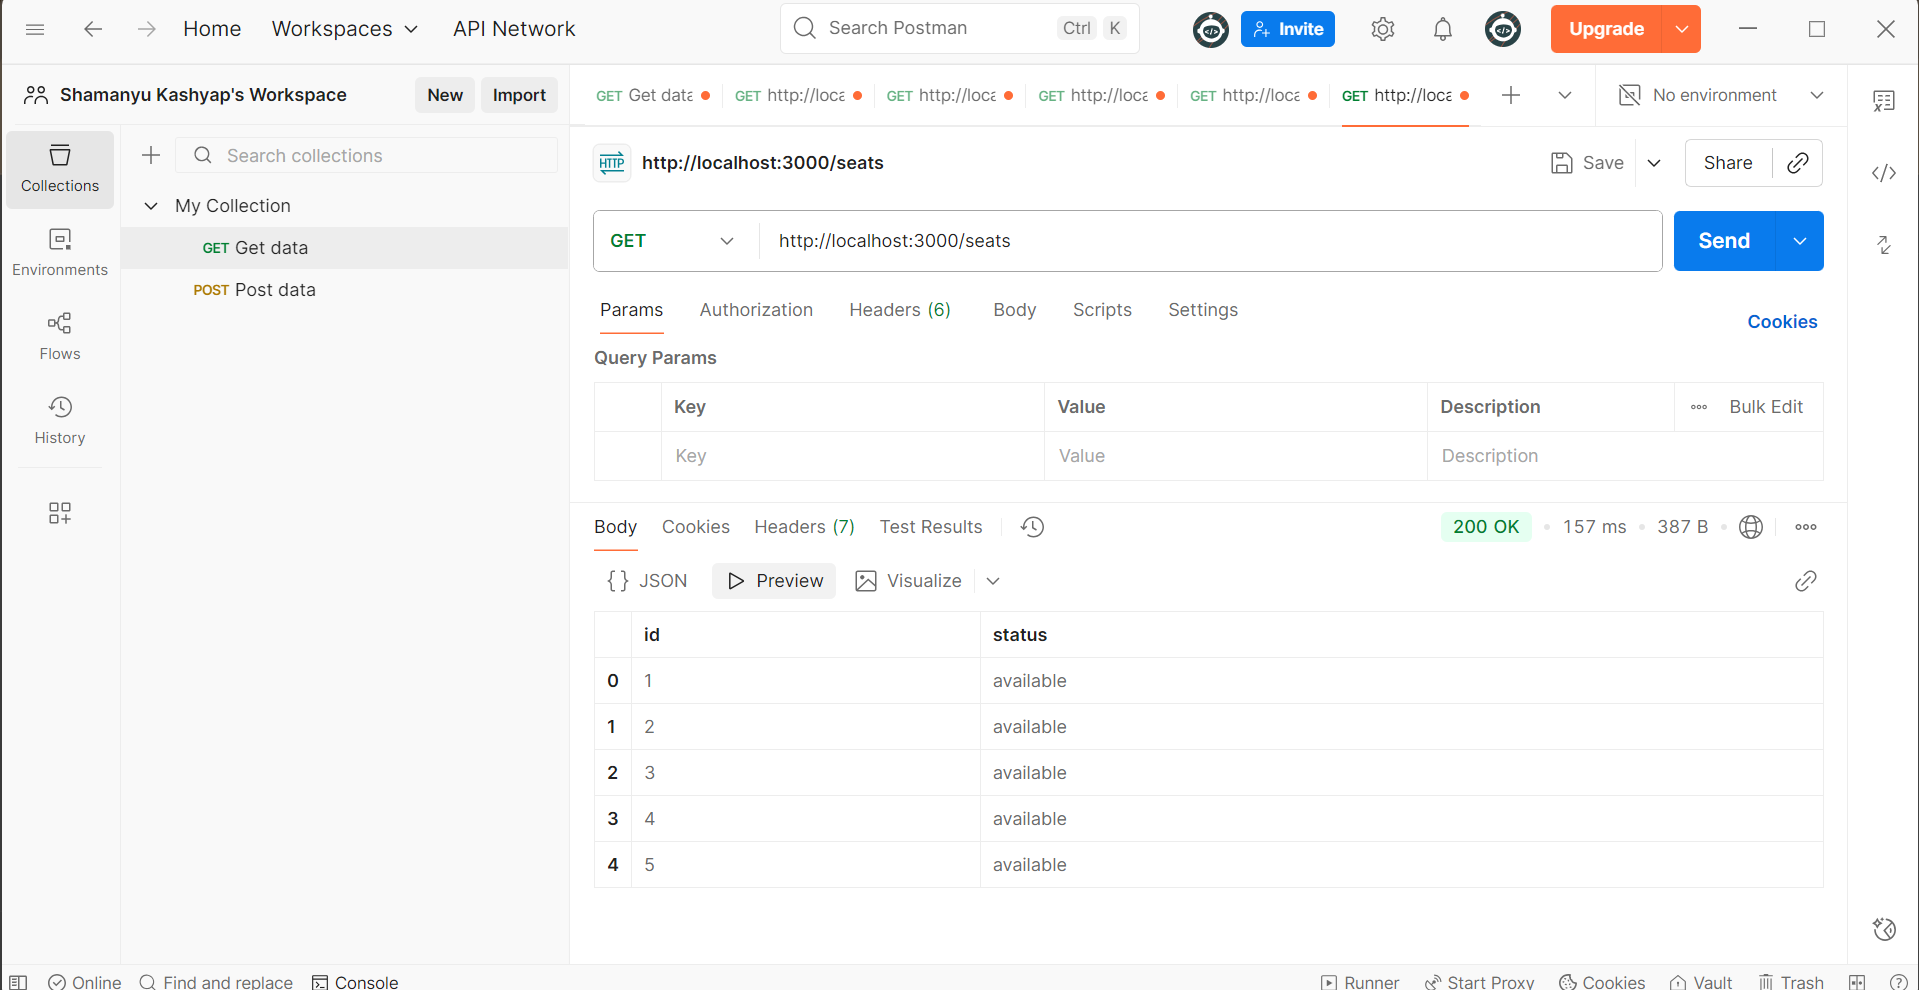 Home Workspaces API Network Search Postman Ctrl K Invite Upgrade
Shamanyu Kashyap's Workspace New Import
GET Get data GET http://loca GET http://loca GET http://loca GET http://loca GET http://loca No environment
Collections
Environments
Flows
History
Search collections
My Collection
GET Get data
POST Post data
HTTP http://localhost:3000/seats Save Share
GET http://localhost:3000/seats Send
Params Authorization Headers (6) Body Scripts Settings Cookies
Query Params
Key Value Description Bulk Edit
Key Value Description
Body Cookies Headers (7) Test Results 200 OK 157 ms 387 B
{} JSON Preview Visualize
id status
0 1 available
1 2 available
2 3 available
3 4 available
4 5 available
Online Find and replace Console Runner Start Proxy Cookies Vault Trash